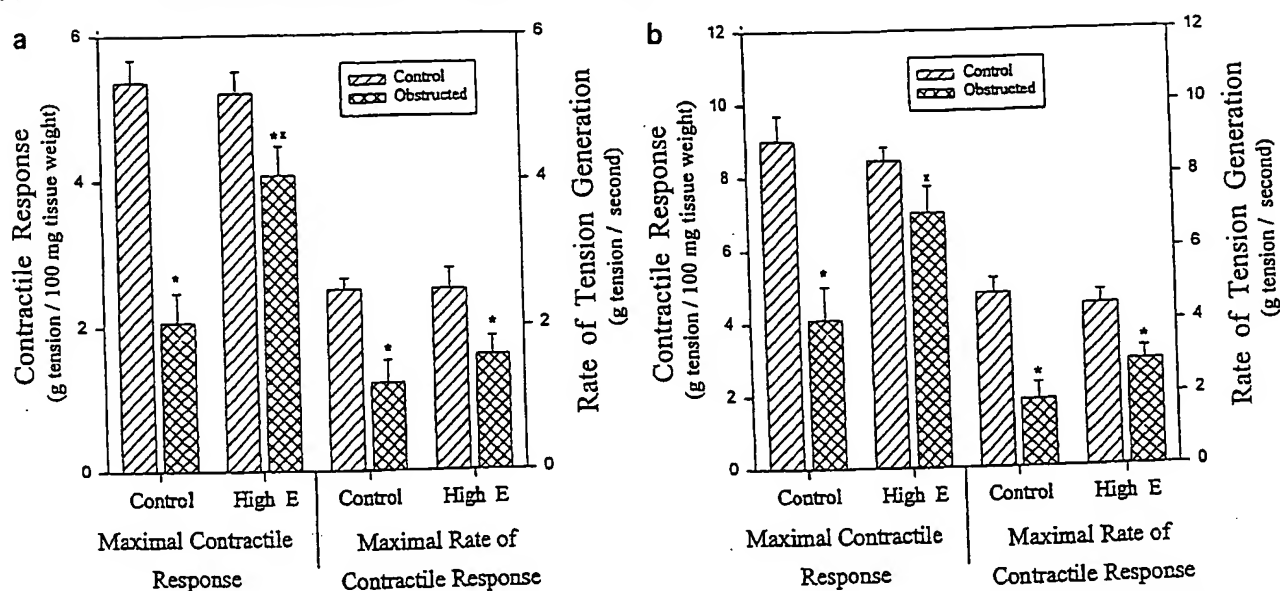 a
6
4
2
0
Contractile Response
(g tension / 100 mg tissue weight)
Control
Obstructed
*
**
*
*
6
4
2
0
Rate of Tension Generation
(g tension / second)
Control
High E
Control
High E
Maximal Contractile
Response
Maximal Rate of
Contractile Response
b
12
10
8
6
4
2
0
Contractile Response
(g tension / 100 mg tissue weight)
Control
Obstructed
*
x
*
*
12
10
8
6
4
2
0
Rate of Tension Generation
(g tension / second)
Control
High E
Control
High E
Maximal Contractile
Response
Maximal Rate of
Contractile Response